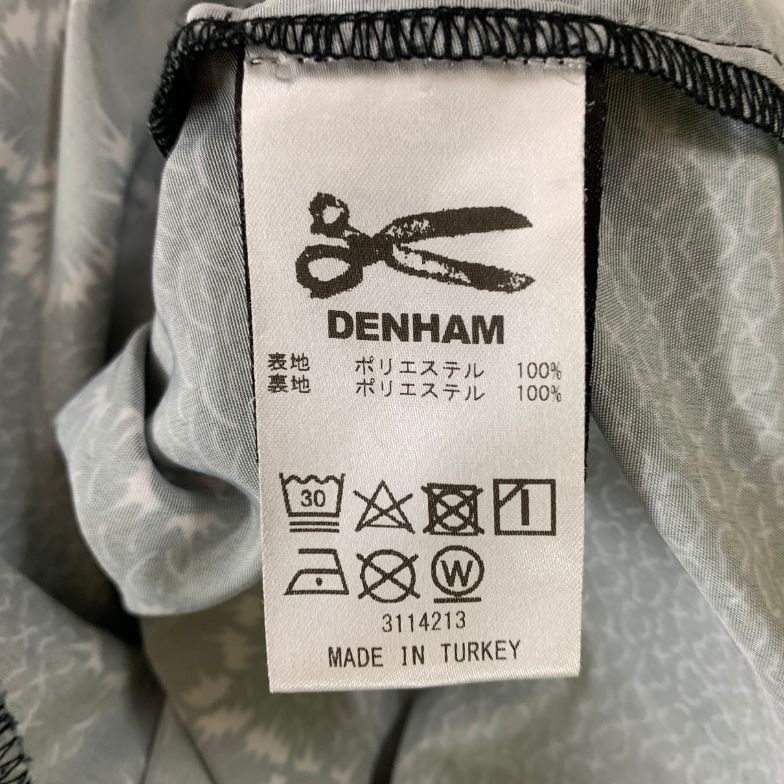 DENHAM
表地 ポリエステル 100%
裏地 ポリエステル 100%
30
W
3114213
MADE IN TURKEY